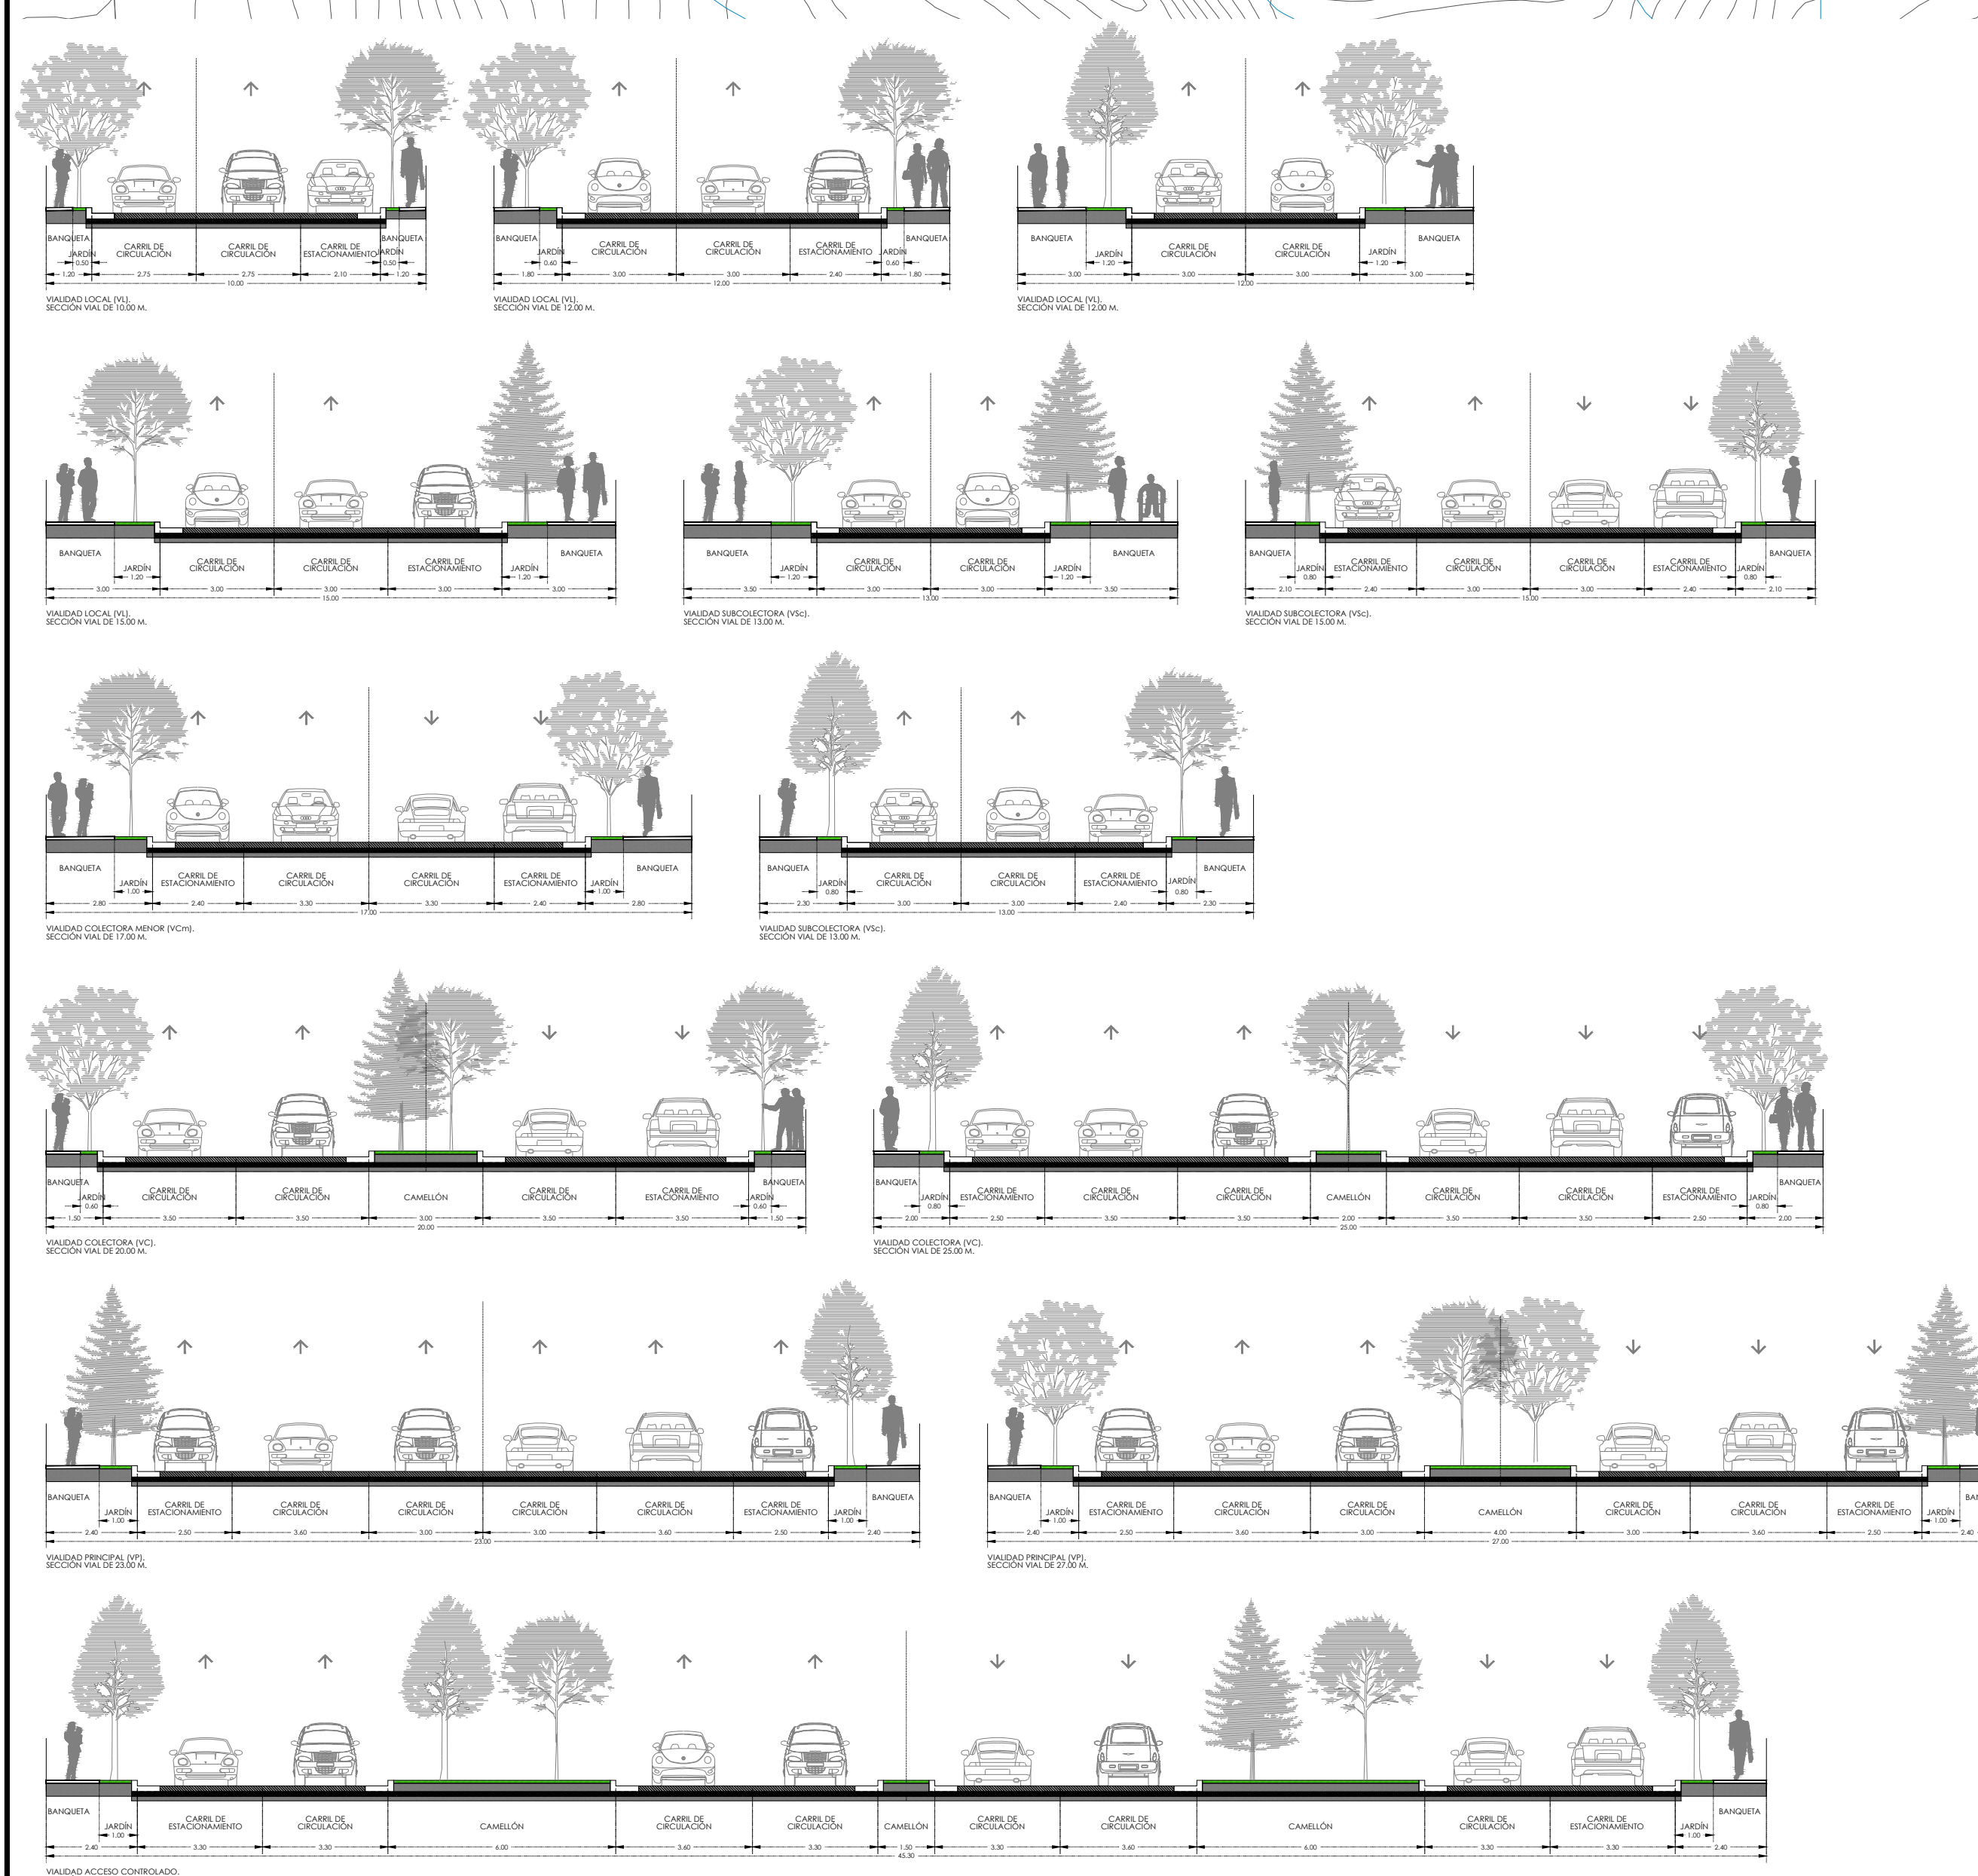 BANQUETA
JARDÍN
CARRIL DE
CIRCULACIÓN
CARRIL DE
CIRCULACIÓN
CARRIL DE
ESTACIONAMIENTO
JARDÍN
BANQUETA
0.50
0.50
1.20
2.75
2.75
2.10
1.20
10.00
VIALIDAD LOCAL (VL).
SECCIÓN VIAL DE 10.00 M.
BANQUETA
JARDÍN
CARRIL DE
CIRCULACIÓN
CARRIL DE
CIRCULACIÓN
CARRIL DE
ESTACIONAMIENTO
JARDÍN
BANQUETA
0.60
0.60
1.80
3.00
3.00
2.40
1.80
12.00
VIALIDAD LOCAL (VL).
SECCIÓN VIAL DE 12.00 M.
BANQUETA
JARDÍN
CARRIL DE
CIRCULACIÓN
CARRIL DE
CIRCULACIÓN
JARDÍN
BANQUETA
1.20
1.20
3.00
3.00
3.00
3.00
12.00
VIALIDAD LOCAL (VL).
SECCIÓN VIAL DE 12.00 M.
BANQUETA
JARDÍN
CARRIL DE
CIRCULACIÓN
CARRIL DE
CIRCULACIÓN
CARRIL DE
ESTACIONAMIENTO
JARDÍN
BANQUETA
1.20
1.20
3.00
3.00
3.00
3.00
3.00
15.00
VIALIDAD LOCAL (VL).
SECCIÓN VIAL DE 15.00 M.
BANQUETA
JARDÍN
CARRIL DE
CIRCULACIÓN
CARRIL DE
CIRCULACIÓN
JARDÍN
BANQUETA
1.20
1.20
3.50
3.00
3.00
3.50
13.00
VIALIDAD SUBCOLECTORA (VSc).
SECCIÓN VIAL DE 13.00 M.
BANQUETA
JARDÍN
CARRIL DE
ESTACIONAMIENTO
CARRIL DE
CIRCULACIÓN
CARRIL DE
CIRCULACIÓN
CARRIL DE
ESTACIONAMIENTO
JARDÍN
BANQUETA
0.80
0.80
2.10
2.40
3.00
3.00
2.40
2.10
15.00
VIALIDAD SUBCOLECTORA (VSc).
SECCIÓN VIAL DE 15.00 M.
BANQUETA
JARDÍN
CARRIL DE
ESTACIONAMIENTO
CARRIL DE
CIRCULACIÓN
CARRIL DE
CIRCULACIÓN
CARRIL DE
ESTACIONAMIENTO
JARDÍN
BANQUETA
1.00
1.00
2.80
2.40
3.30
3.30
2.40
2.80
17.00
VIALIDAD COLECTORA MENOR (VCm).
SECCIÓN VIAL DE 17.00 M.
BANQUETA
JARDÍN
CARRIL DE
CIRCULACIÓN
CARRIL DE
CIRCULACIÓN
CARRIL DE
ESTACIONAMIENTO
JARDÍN
BANQUETA
0.80
0.80
2.30
3.00
3.00
2.40
2.30
13.00
VIALIDAD SUBCOLECTORA (VSc).
SECCIÓN VIAL DE 13.00 M.
BANQUETA
JARDÍN
CARRIL DE
CIRCULACIÓN
CARRIL DE
CIRCULACIÓN
CAMELLÓN
CARRIL DE
CIRCULACIÓN
CARRIL DE
ESTACIONAMIENTO
JARDÍN
BANQUETA
0.60
0.60
1.50
3.50
3.50
3.00
3.50
3.50
1.50
20.00
VIALIDAD COLECTORA (VC).
SECCIÓN VIAL DE 20.00 M.
BANQUETA
JARDÍN
CARRIL DE
ESTACIONAMIENTO
CARRIL DE
CIRCULACIÓN
CARRIL DE
CIRCULACIÓN
CAMELLÓN
CARRIL DE
CIRCULACIÓN
CARRIL DE
CIRCULACIÓN
CARRIL DE
ESTACIONAMIENTO
JARDÍN
BANQUETA
0.80
0.80
2.00
2.50
3.50
3.50
2.00
3.50
3.50
2.50
2.00
25.00
VIALIDAD COLECTORA (VC).
SECCIÓN VIAL DE 25.00 M.
BANQUETA
JARDÍN
CARRIL DE
ESTACIONAMIENTO
CARRIL DE
CIRCULACIÓN
CARRIL DE
CIRCULACIÓN
CARRIL DE
CIRCULACIÓN
CARRIL DE
CIRCULACIÓN
CARRIL DE
ESTACIONAMIENTO
JARDÍN
BANQUETA
1.00
1.00
2.40
2.50
3.60
3.00
3.00
3.60
2.50
2.40
23.00
VIALIDAD PRINCIPAL (VP).
SECCIÓN VIAL DE 23.00 M.
BANQUETA
JARDÍN
CARRIL DE
ESTACIONAMIENTO
CARRIL DE
CIRCULACIÓN
CARRIL DE
CIRCULACIÓN
CAMELLÓN
CARRIL DE
CIRCULACIÓN
CARRIL DE
CIRCULACIÓN
CARRIL DE
ESTACIONAMIENTO
JARDÍN
BAN
1.00
1.00
2.40
2.50
3.60
3.00
4.00
3.00
3.60
2.50
2.40
27.00
VIALIDAD PRINCIPAL (VP).
SECCIÓN VIAL DE 27.00 M.
BANQUETA
JARDÍN
CARRIL DE
ESTACIONAMIENTO
CARRIL DE
CIRCULACIÓN
CAMELLÓN
CARRIL DE
CIRCULACIÓN
CARRIL DE
CIRCULACIÓN
CAMELLÓN
CARRIL DE
CIRCULACIÓN
CARRIL DE
CIRCULACIÓN
CAMELLÓN
CARRIL DE
CIRCULACIÓN
CARRIL DE
ESTACIONAMIENTO
JARDÍN
BANQUETA
1.00
1.00
2.40
3.30
3.30
6.00
3.60
3.30
1.50
3.30
3.60
6.00
3.30
3.30
2.40
45.30
VIALIDAD ACCESO CONTROLADO.